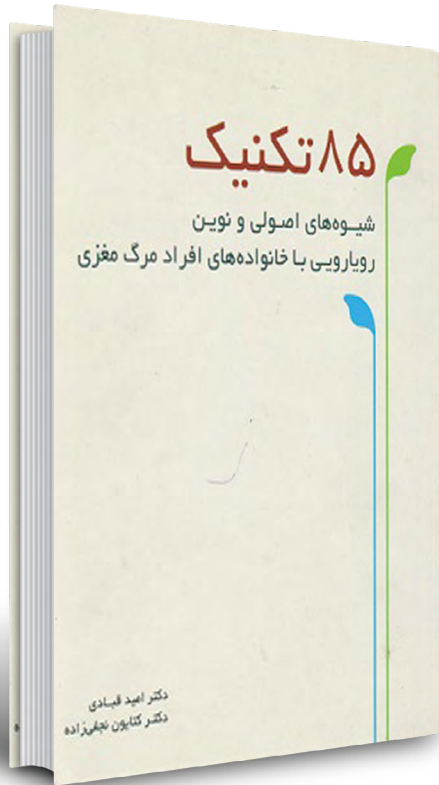 ۸۵ تکنیک
شیوه‌های اصولی و نوین
رویارویی با خانواده‌های افراد مرگ مغزی
دکتر امید قبادی
دکتر کتایون نجفی‌زاده